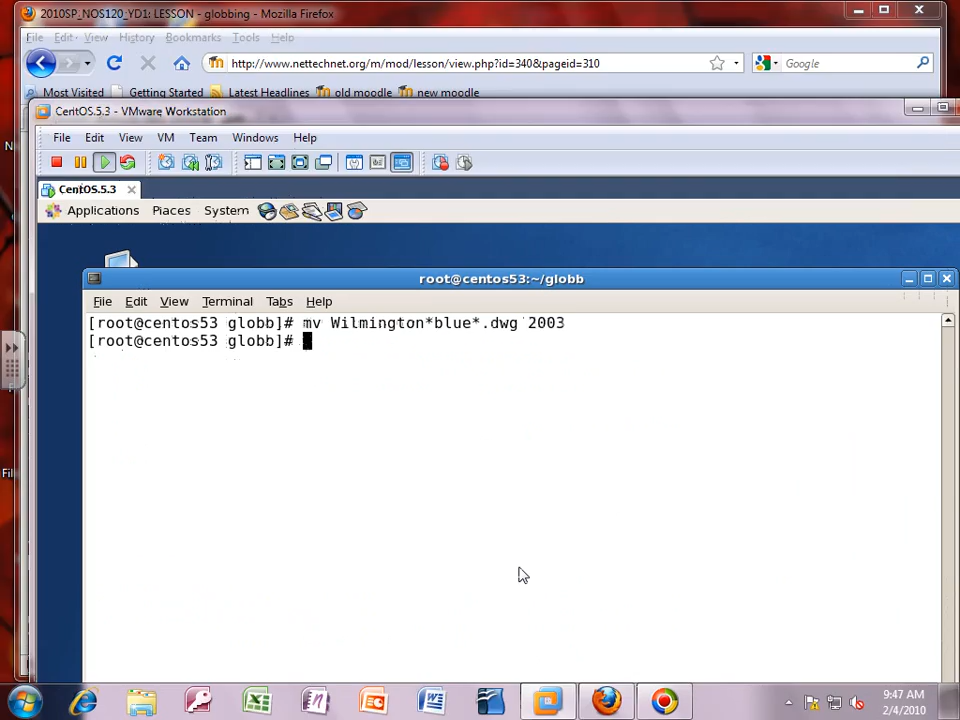 2010SP_NOS120_YD1: LESSON - globbing - Mozilla Firefox
File Edit View History Bookmarks Tools Help
http://www.nettechnet.org/m/mod/lesson/view.php?id=340&pageid=310
Google
Most Visited Getting Started Latest Headlines old moodle new moodle
CentOS.5.3 - VMware Workstation
File Edit View VM Team Windows Help
CentOS.5.3
Applications Places System
root@centos53:~/globb
File Edit View Terminal Tabs Help
[root@centos53 globb]# mv Wilmington*blue*.dwg 2003
[root@centos53 globb]#
Fil
9:47 AM
2/4/2010